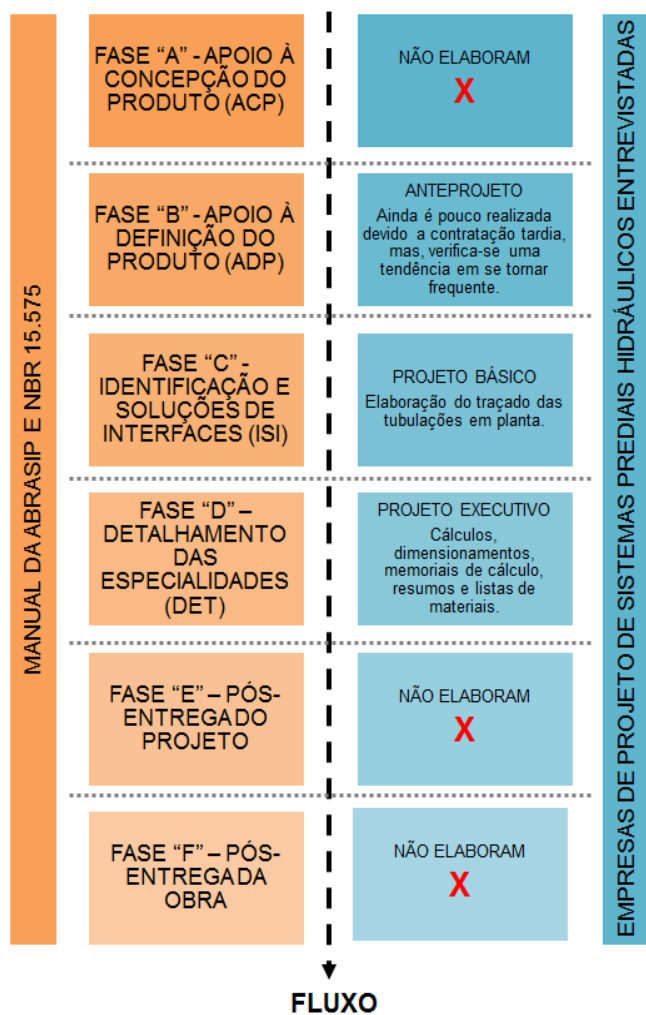 MANUAL DA ABRASIP E NBR 15.575
FASE “A” - APOIO À
CONCEPÇÃO DO
PRODUTO (ACP)
NÃO ELABORAM
X
FASE “B” - APOIO À
DEFINIÇÃO DO
PRODUTO (ADP)
ANTEPROJETO
Ainda é pouco realizada
devido a contratação tardia,
mas, verifica-se uma
tendência em se tornar
frequente.
FASE “C” -
IDENTIFICAÇÃO E
SOLUÇÕES DE
INTERFACES (ISI)
PROJETO BÁSICO
Elaboração do traçado das
tubulações em planta.
FASE “D” –
DETALHAMENTO
DAS
ESPECIALIDADES
(DET)
PROJETO EXECUTIVO
Cálculos,
dimensionamentos,
memoriais de cálculo,
resumos e listas de
materiais.
FASE “E” – PÓS-
ENTREGA DO
PROJETO
NÃO ELABORAM
X
FASE “F” – PÓS-
ENTREGA DA
OBRA
NÃO ELABORAM
X
EMPRESAS DE PROJETO DE SISTEMAS PREDIAIS HIDRÁULICOS ENTREVISTADAS
FLUXO